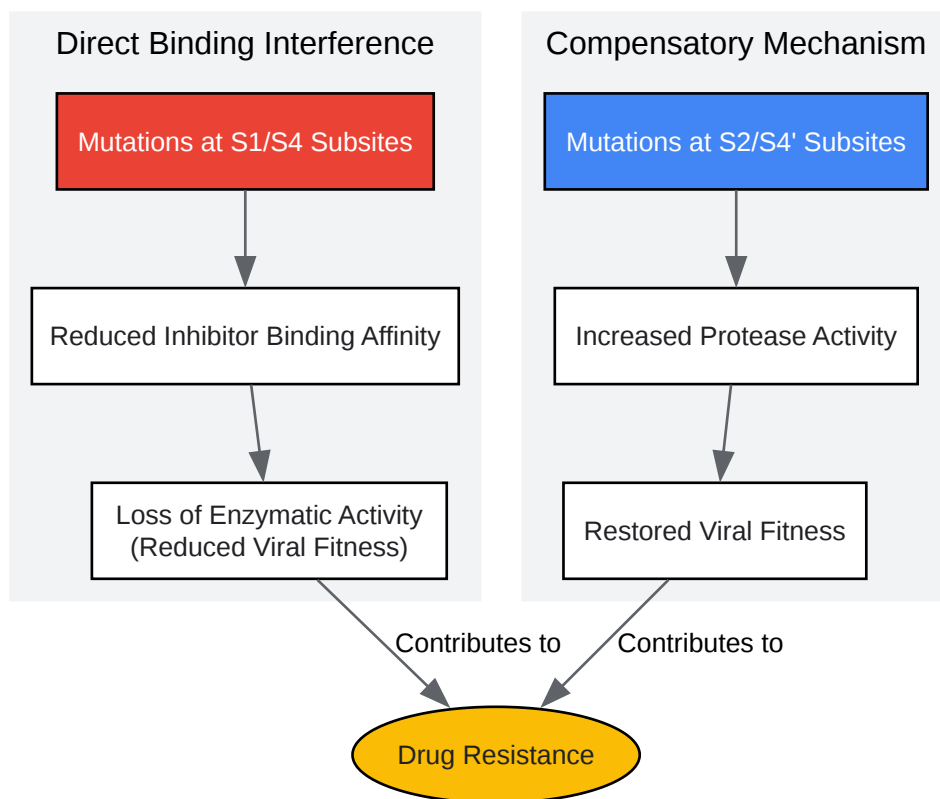 Direct Binding Interference
Mutations at S1/S4 Subsites
Reduced Inhibitor Binding Affinity
Loss of Enzymatic Activity
(Reduced Viral Fitness)
Contributes to
Compensatory Mechanism
Mutations at S2/S4' Subsites
Increased Protease Activity
Restored Viral Fitness
Contributes to
Drug Resistance